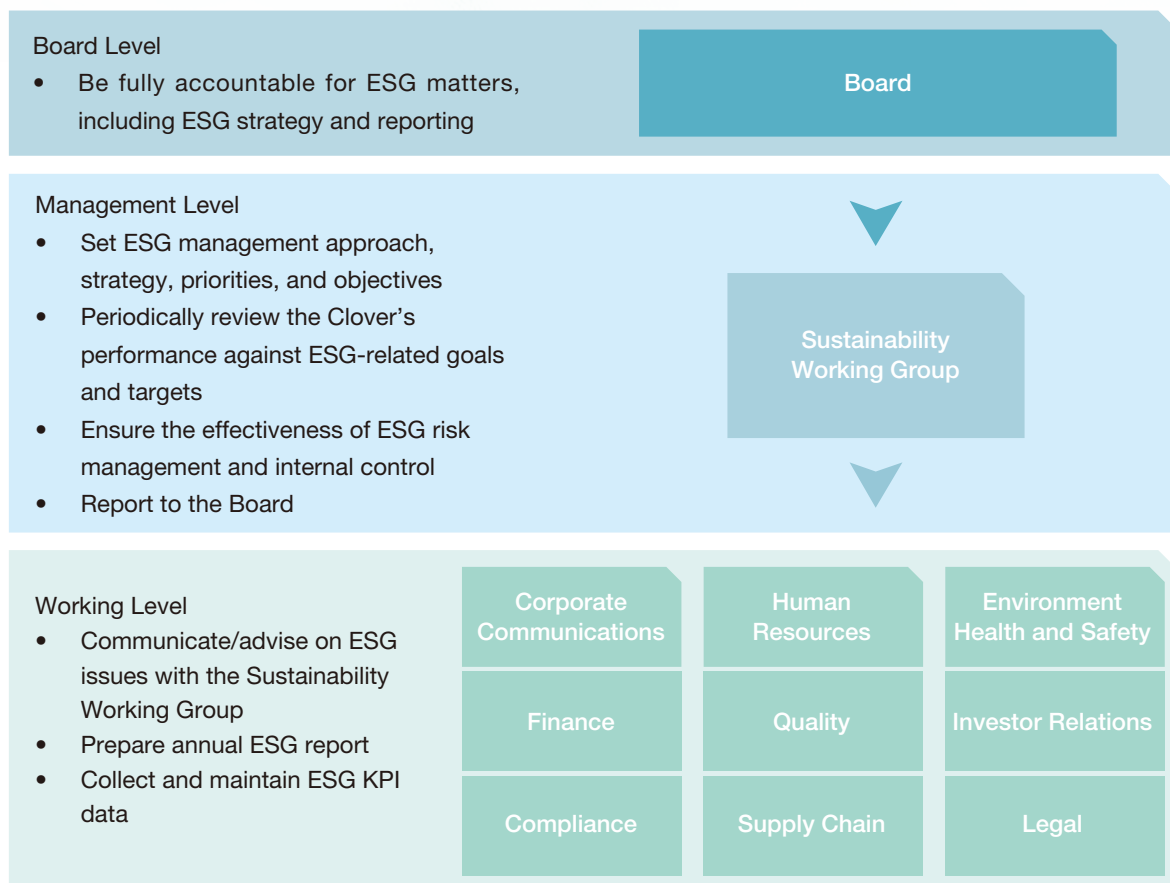 Board Level
• Be fully accountable for ESG matters,
including ESG strategy and reporting
Board
Management Level
• Set ESG management approach,
strategy, priorities, and objectives
• Periodically review the Clover’s
performance against ESG-related goals
and targets
• Ensure the effectiveness of ESG risk
management and internal control
• Report to the Board
Sustainability
Working Group
Working Level
• Communicate/advise on ESG
issues with the Sustainability
Working Group
• Prepare annual ESG report
• Collect and maintain ESG KPI
data
Corporate
Communications
Human
Resources
Environment
Health and Safety
Finance
Quality
Investor Relations
Compliance
Supply Chain
Legal